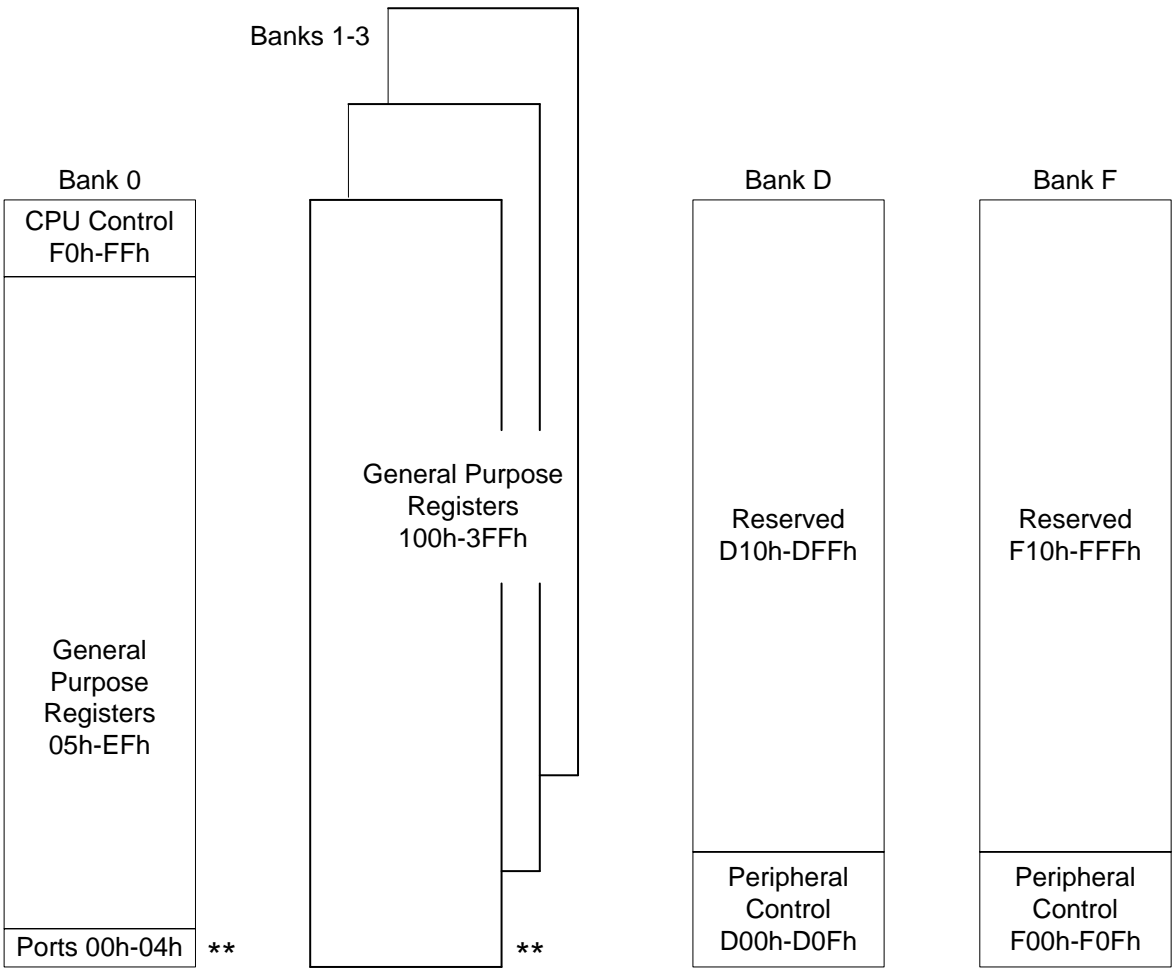 Banks 1-3
Bank 0
CPU Control
F0h-FFh
General
Purpose
Registers
05h-EFh
Ports 00h-04h
**
General Purpose
Registers
100h-3FFh
**
Bank D
Reserved
D10h-DFFh
Peripheral
Control
D00h-D0Fh
Bank F
Reserved
F10h-FFFh
Peripheral
Control
F00h-F0Fh